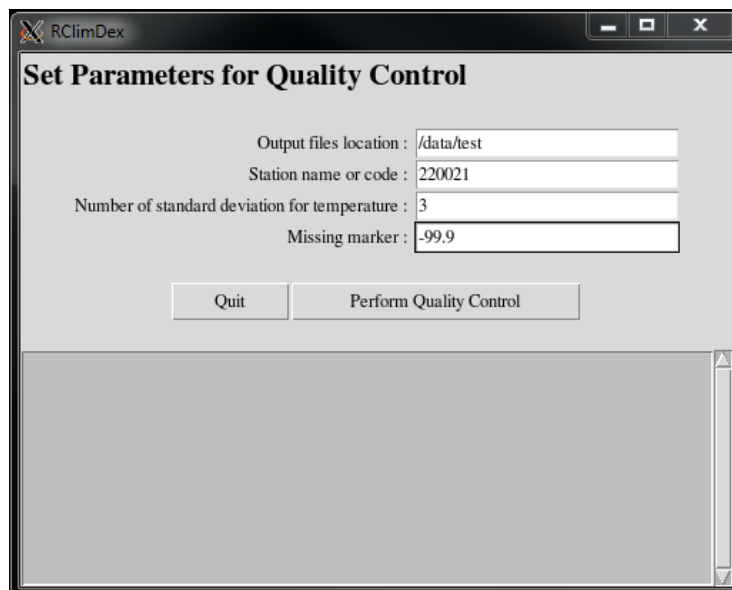 RClimDex
Set Parameters for Quality Control
Output files location : /data/test
Station name or code : 220021
Number of standard deviation for temperature : 3
Missing marker : -99.9
Quit Perform Quality Control